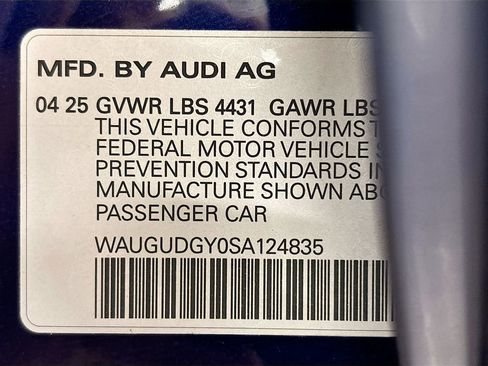 MFD. BY AUDI AG
04 25 GVWR LBS 4431 GAWR LBS
THIS VEHICLE CONFORMS
FEDERAL MOTOR VEHICLE
PREVENTION STANDARDS IN
MANUFACTURE SHOWN
PASSENGER CAR
WAUGUDGY0SA124835